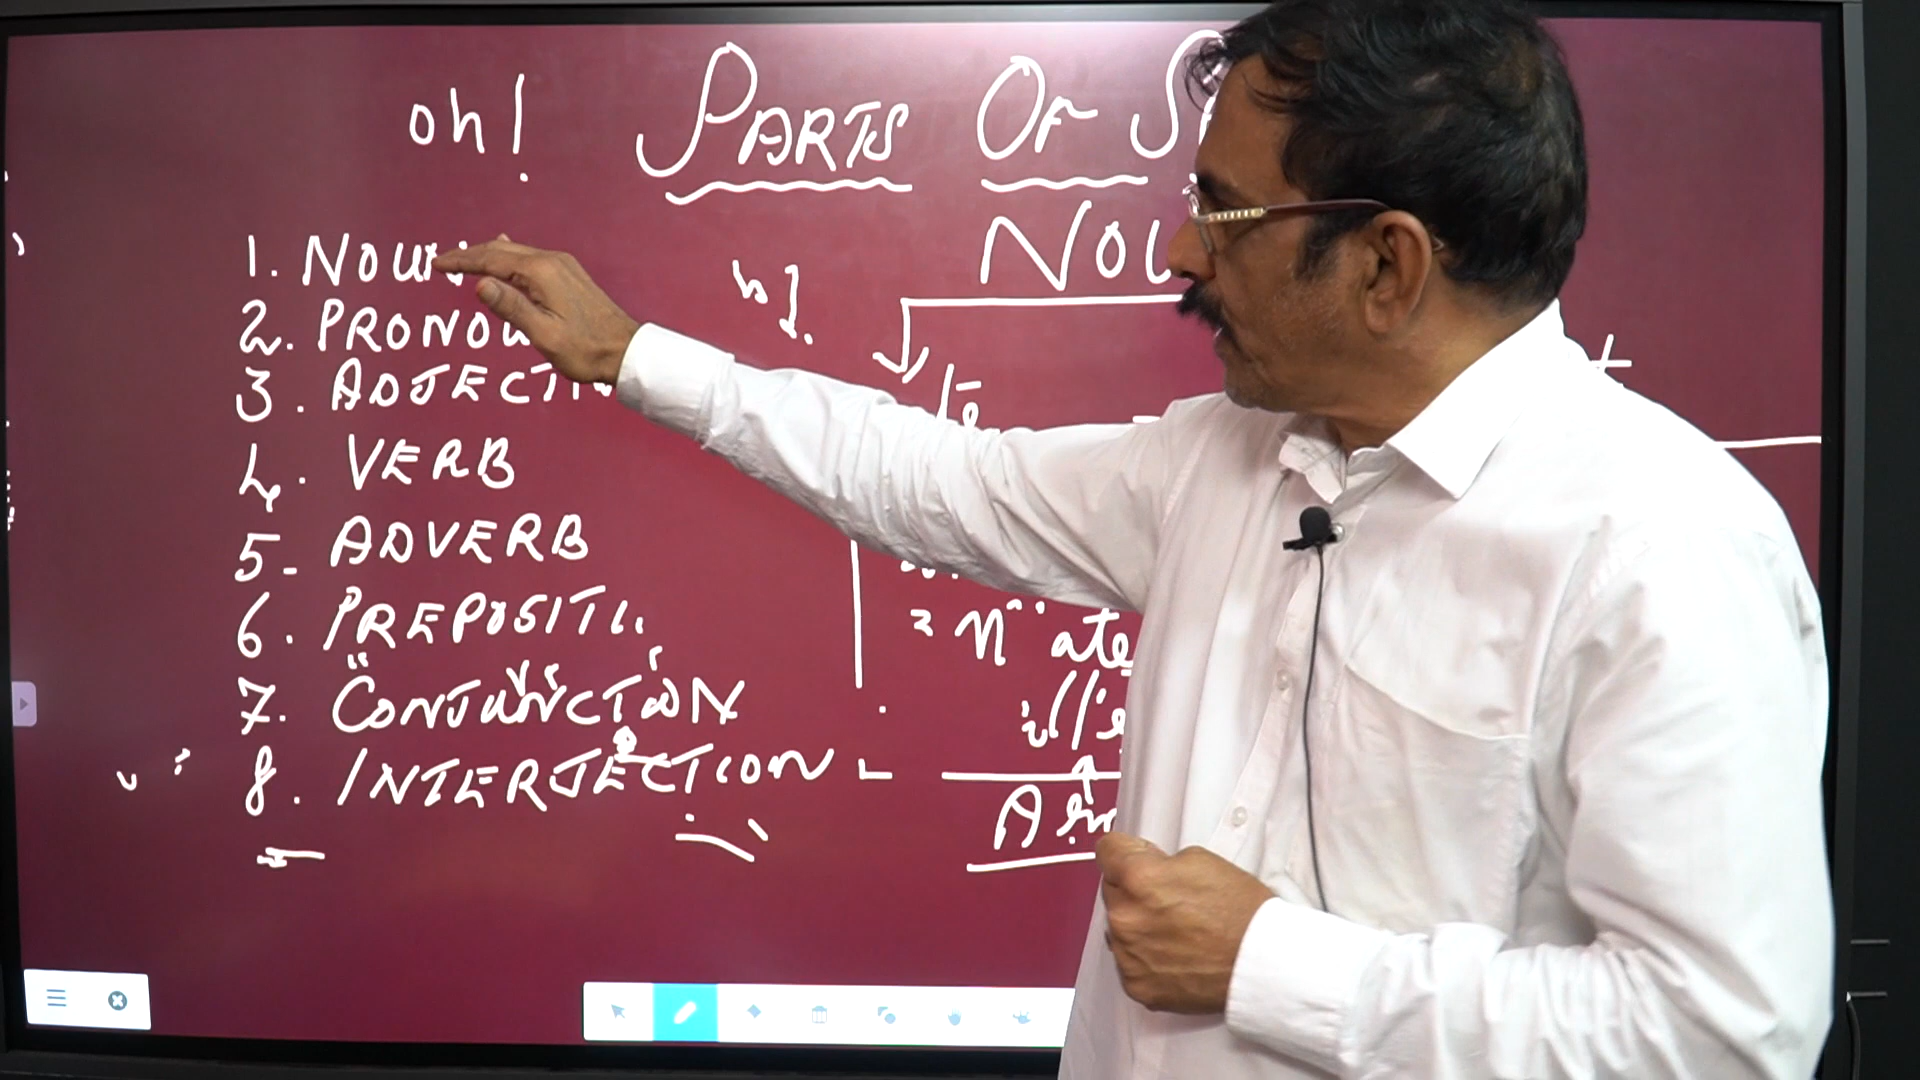 oh!
PARTS OF S
NOU
1. NOUN
2. PRONOU
3. ADJECTI
4. VERB
5- ADVERB
6. PREPOSITI
7. CONJUNCTION
8. INTERJECTION
ate